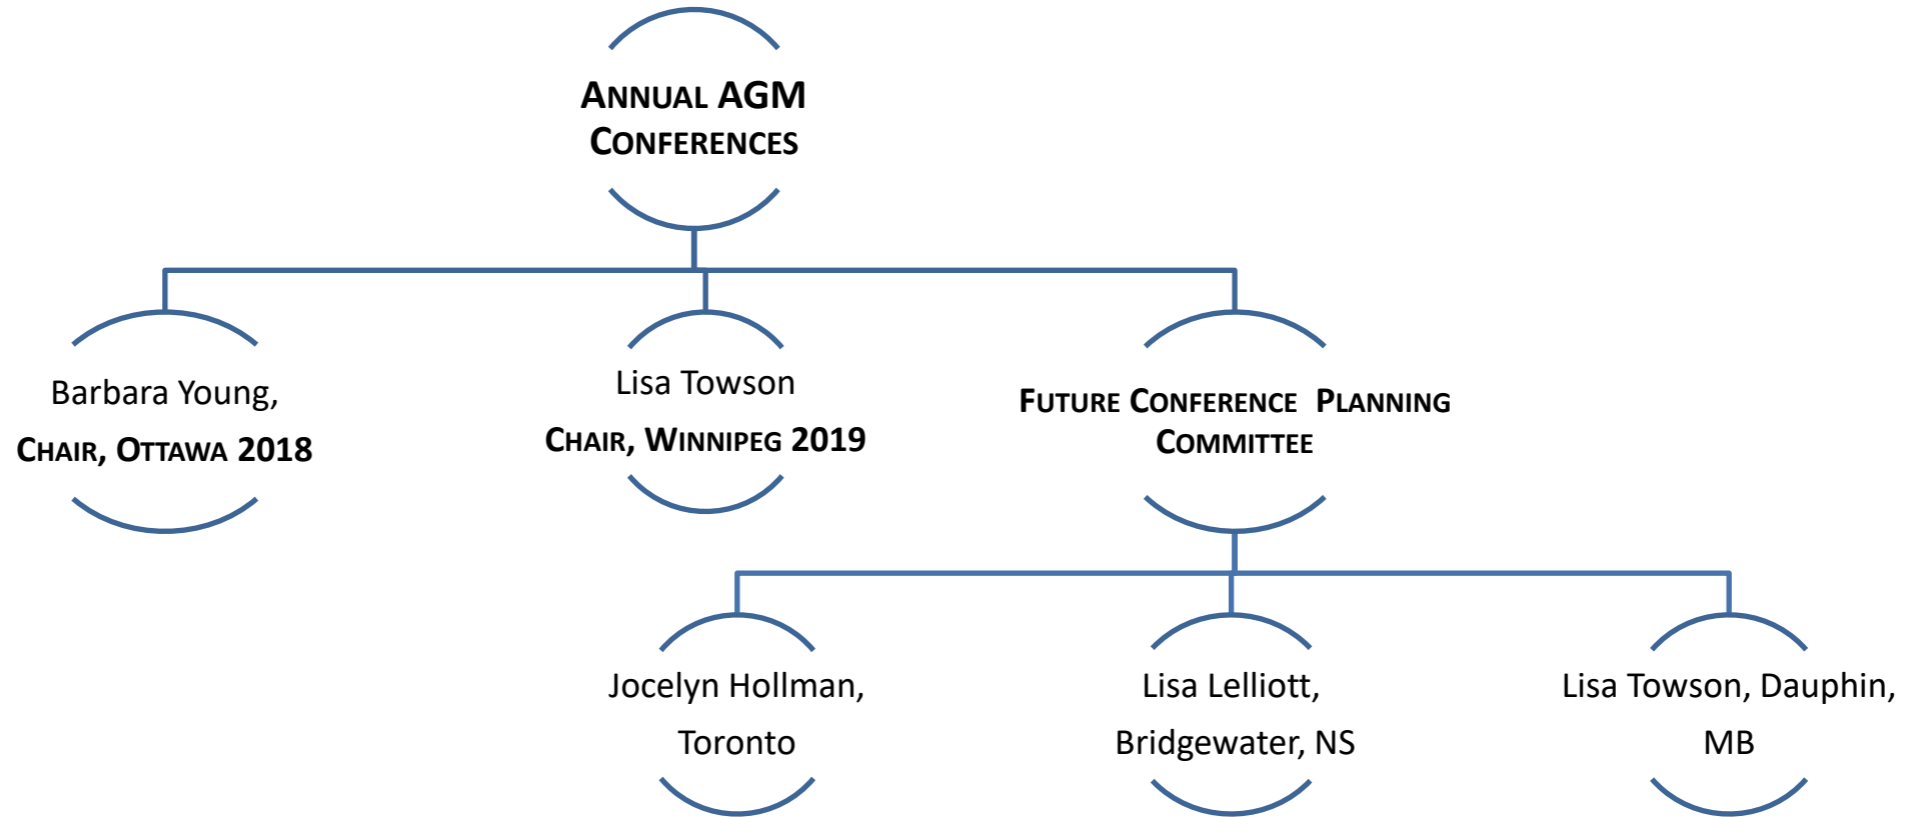 ANNUAL AGM
CONFERENCES
Barbara Young,
CHAIR, OTTAWA 2018
Lisa Towson
CHAIR, WINNIPEG 2019
FUTURE CONFERENCE PLANNING
COMMITTEE
Jocelyn Hollman,
Toronto
Lisa Lelliott,
Bridgewater, NS
Lisa Towson, Dauphin,
MB